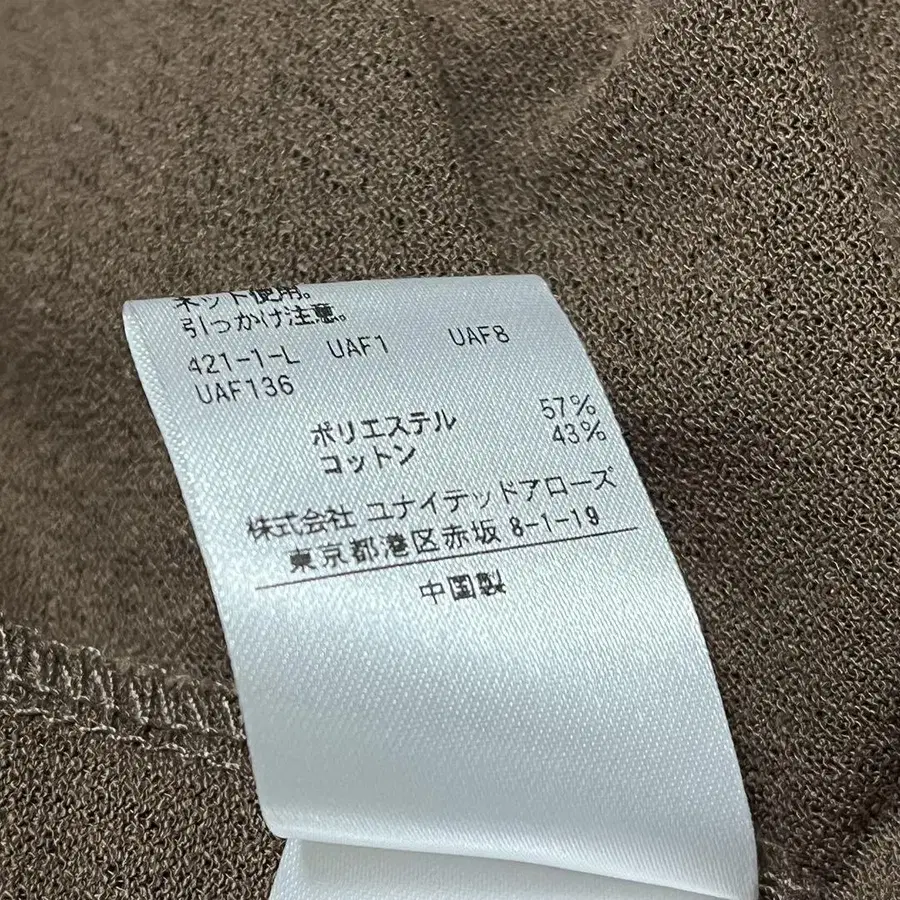 ネット使用。
引っかけ注意。
421-1-L UAF1 UAF8
UAF136
ポリエステル 57%
コットン 43%
株式会社 ユナイテッドアローズ
東京都港区赤坂 8-1-19
中国製